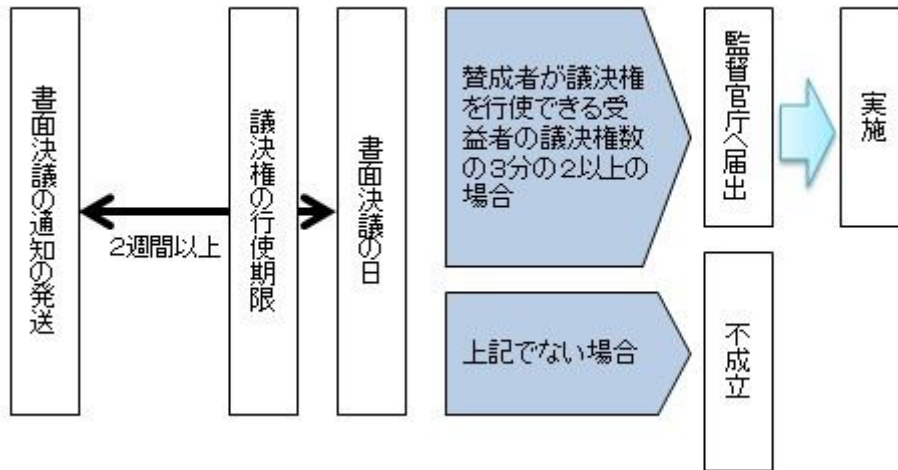 書面決議の通知の発送
2週間以上
議決権の行使期限
書面決議の日
賛成者が議決権
を行使できる受
益者の議決権数
の3分の2以上の
場合
監督官庁へ届出
実施
上記でない場合
不成立